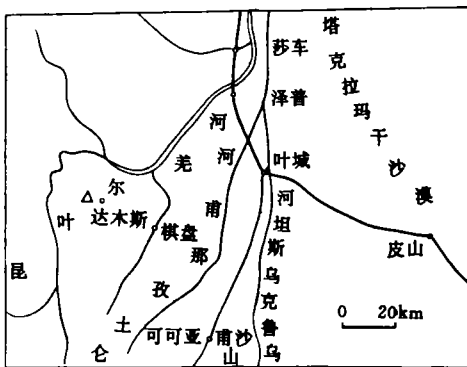 塔克拉玛干沙漠
莎车
泽普
叶城
皮山
叶尔羌河
土孜那甫河
乌鲁克乌斯坦河
△
达木斯
棋盘
可可亚
甫沙
昆仑山
0 20km